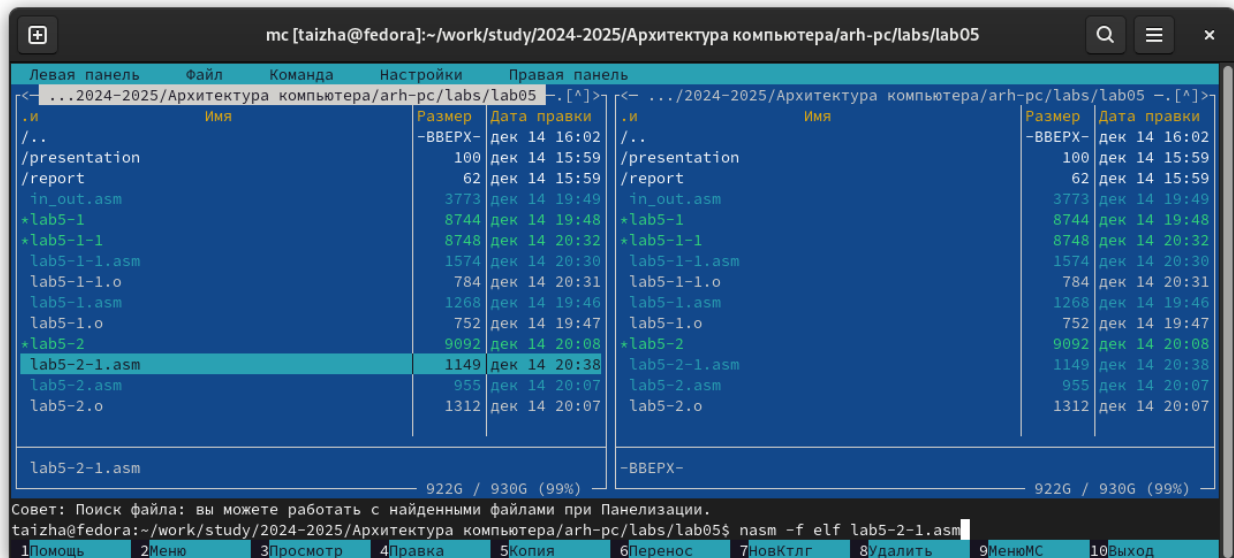 mc [taizha@fedora]:~/work/study/2024-2025/Архитектура компьютера/arh-pc/labs/lab05
Левая панель Файл Команда Настройки Правая панель
<— ...2024-2025/Архитектура компьютера/arh-pc/labs/lab05 —.[^]> <— .../2024-2025/Архитектура компьютера/arh-pc/labs/lab05 —.[^]>
.и Имя Размер Дата правки .и Имя Размер Дата правки
/.. -ВВЕРХ- дек 14 16:02 /.. -ВВЕРХ- дек 14 16:02
/presentation 100 дек 14 15:59 /presentation 100 дек 14 15:59
/report 62 дек 14 15:59 /report 62 дек 14 15:59
in_out.asm 3773 дек 14 19:49 in_out.asm 3773 дек 14 19:49
*lab5-1 8744 дек 14 19:48 *lab5-1 8744 дек 14 19:48
*lab5-1-1 8748 дек 14 20:32 *lab5-1-1 8748 дек 14 20:32
lab5-1-1.asm 1574 дек 14 20:30 lab5-1-1.asm 1574 дек 14 20:30
lab5-1-1.o 784 дек 14 20:31 lab5-1-1.o 784 дек 14 20:31
lab5-1.asm 1268 дек 14 19:46 lab5-1.asm 1268 дек 14 19:46
lab5-1.o 752 дек 14 19:47 lab5-1.o 752 дек 14 19:47
*lab5-2 9092 дек 14 20:08 *lab5-2 9092 дек 14 20:08
lab5-2-1.asm 1149 дек 14 20:38 lab5-2-1.asm 1149 дек 14 20:38
lab5-2.asm 955 дек 14 20:07 lab5-2.asm 955 дек 14 20:07
lab5-2.o 1312 дек 14 20:07 lab5-2.o 1312 дек 14 20:07
lab5-2-1.asm -ВВЕРХ-
922G / 930G (99%) 922G / 930G (99%)
Совет: Поиск файла: вы можете работать с найденными файлами при Панелизации.
taizha@fedora:~/work/study/2024-2025/Архитектура компьютера/arh-pc/labs/lab05$ nasm -f elf lab5-2-1.asm
1Помощь 2Меню 3Просмотр 4Правка 5Копия 6Перенос 7НовКтлг 8Удалить 9МенюМС 10Выход